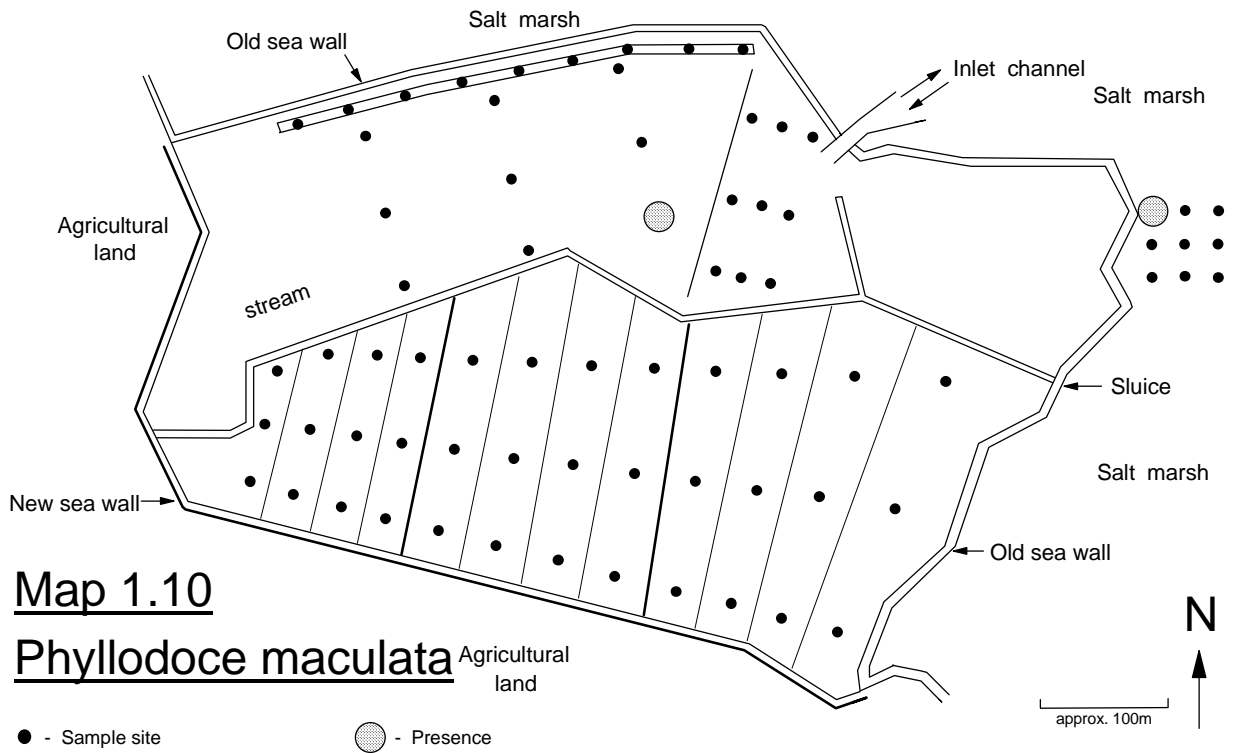 Salt marsh
Old sea wall
Inlet channel
Salt marsh
Agricultural
land
stream
Sluice
Salt marsh
New sea wall
Old sea wall
Map 1.10
Phyllodoce maculata
Agricultural
land
N
approx. 100m
- Sample site
- Presence